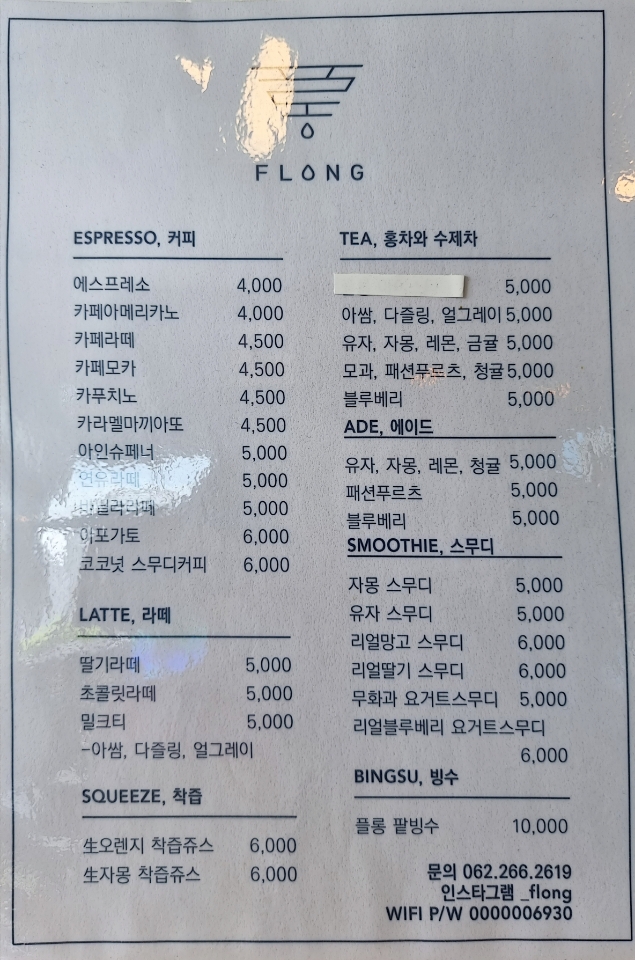 FLONG
ESPRESSO, 커피
에스프레소 4,000
카페아메리카노 4,000
카페라떼 4,500
카페모카 4,500
카푸치노 4,500
카라멜마끼아또 4,500
아인슈페너 5,000
연유라떼 5,000
바닐라라떼 5,000
아포가토 6,000
코코넛 스무디커피 6,000
LATTE, 라떼
딸기라떼 5,000
초콜릿라떼 5,000
밀크티 5,000
-아쌈, 다즐링, 얼그레이
SQUEEZE, 착즙
生오렌지 착즙쥬스 6,000
生자몽 착즙쥬스 6,000
TEA, 홍차와 수제차
5,000
아쌈, 다즐링, 얼그레이 5,000
유자, 자몽, 레몬, 금귤 5,000
모과, 패션푸르츠, 청귤 5,000
블루베리 5,000
ADE, 에이드
유자, 자몽, 레몬, 청귤 5,000
패션푸르츠 5,000
블루베리 5,000
SMOOTHIE, 스무디
자몽 스무디 5,000
유자 스무디 5,000
리얼망고 스무디 6,000
리얼딸기 스무디 6,000
무화과 요거트스무디 5,000
리얼블루베리 요거트스무디
6,000
BINGSU, 빙수
플롱 팥빙수 10,000
문의 062.266.2619
인스타그램 _flong
WIFI P/W 0000006930